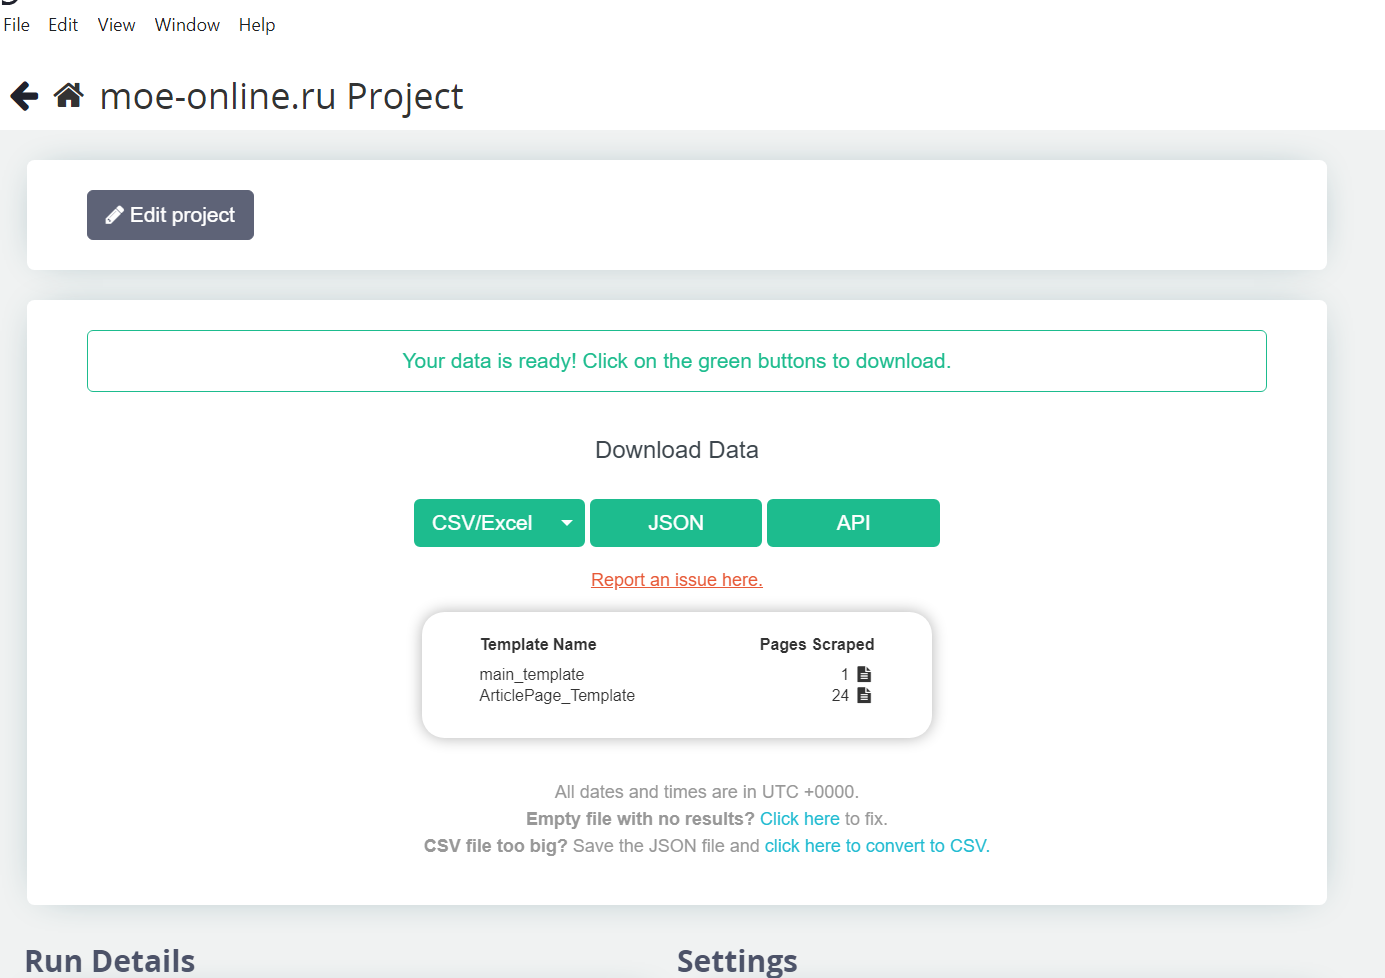 File Edit View Window Help
moe-online.ru Project
Edit project
Your data is ready! Click on the green buttons to download.
Download Data
CSV/Excel JSON API
Report an issue here.
Template Name Pages Scraped
main_template 1
ArticlePage_Template 24
All dates and times are in UTC +0000.
Empty file with no results? Click here to fix.
CSV file too big? Save the JSON file and click here to convert to CSV.
Run Details Settings